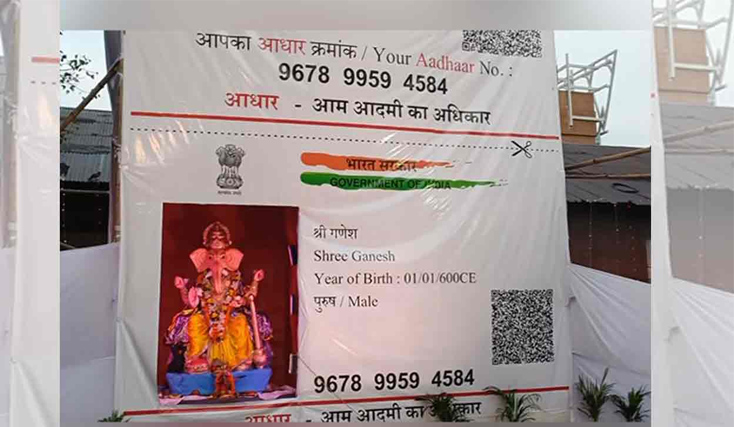 आपका आधार क्रमांक / Your Aadhaar No. :
9678 9959 4584
आधार - आम आदमी का अधिकार
भारत सरकार
GOVERNMENT OF INDIA
श्री गणेश
Shree Ganesh
Year of Birth : 01/01/600CE
पुरुष / Male
9678 9959 4584
आधार - आम आदमी का अधिकार